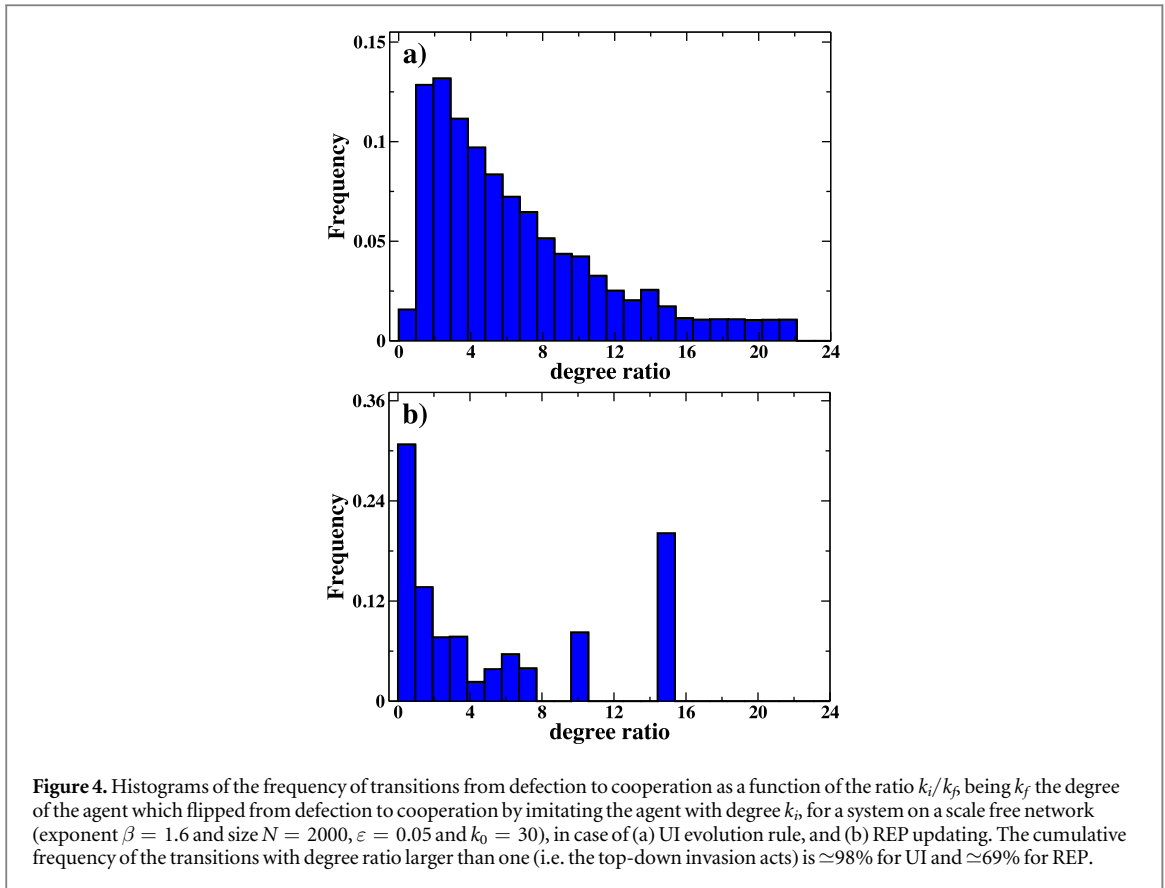 a)
0.15
0.1
0.05
0
Frequency
0 4 8 12 16 20 24
degree ratio
b)
0.36
0.24
0.12
0
Frequency
0 4 8 12 16 20 24
degree ratio
Figure 4. Histograms of the frequency of transitions from defection to cooperation as a function of the ratio kᵢ/k_f, being k_f the degree
of the agent which flipped from defection to cooperation by imitating the agent with degree kᵢ, for a system on a scale free network
(exponent β = 1.6 and size N = 2000, ε = 0.05 and k₀ = 30), in case of (a) UI evolution rule, and (b) REP updating. The cumulative
frequency of the transitions with degree ratio larger than one (i.e. the top-down invasion acts) is ≃98% for UI and ≃69% for REP.